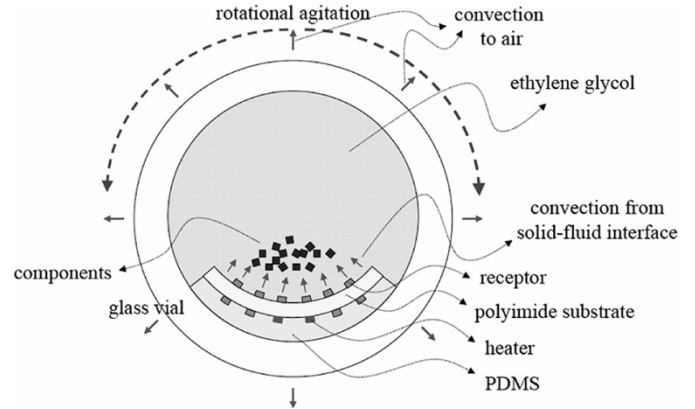 rotational agitation
convection
to air
ethylene glycol
convection from
solid-fluid interface
components
receptor
glass vial
polyimide substrate
heater
PDMS